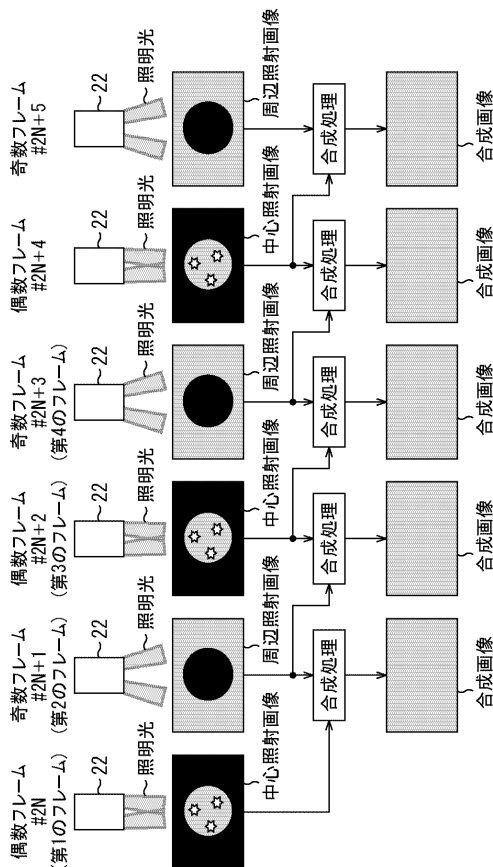 偶数フレーム
#2N
(第1のフレーム)
奇数フレーム
#2N+1
(第2のフレーム)
偶数フレーム
#2N+2
(第3のフレーム)
奇数フレーム
#2N+3
(第4のフレーム)
偶数フレーム
#2N+4
奇数フレーム
#2N+5
22
22
22
22
22
22
照明光
照明光
照明光
照明光
照明光
照明光
中心照射画像
周辺照射画像
中心照射画像
周辺照射画像
中心照射画像
周辺照射画像
合成処理
合成処理
合成処理
合成処理
合成処理
合成画像
合成画像
合成画像
合成画像
合成画像